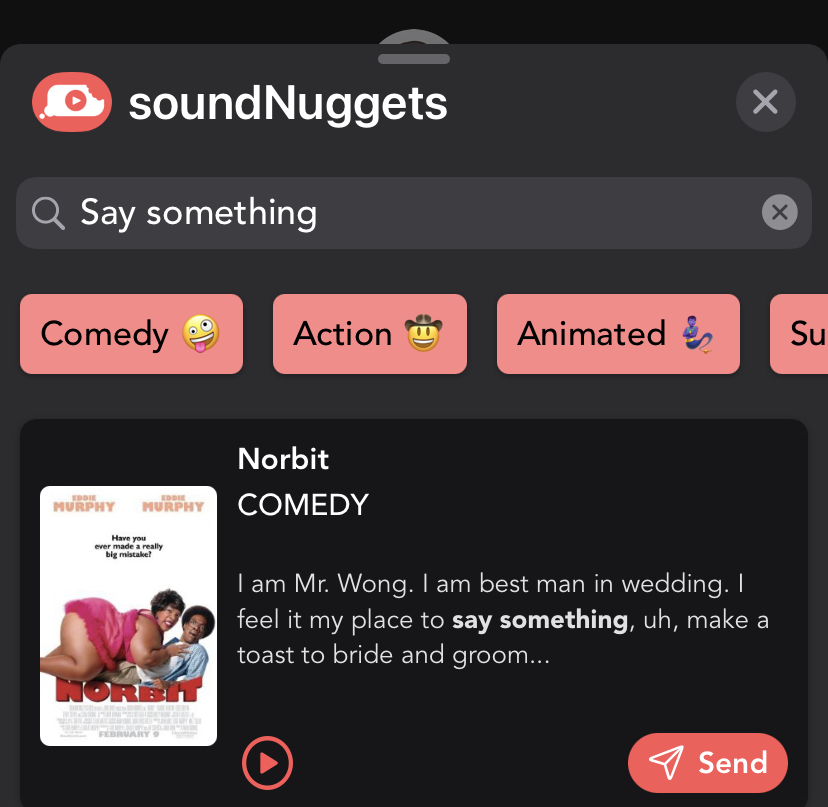 soundNuggets
Say something
Comedy
Action
Animated
Su
Norbit
COMEDY
EDDIE MURPHY
EDDIE MURPHY
Have you
ever made a really
big mistake?
NORBIT
FEBRUARY 9
I am Mr. Wong. I am best man in wedding. I
feel it my place to say something, uh, make a
toast to bride and groom...
Send